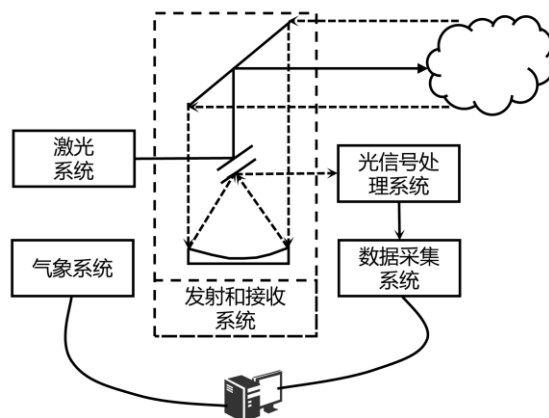 激光
系统
光信号处
理系统
气象系统
数据采集
系统
发射和接收
系统